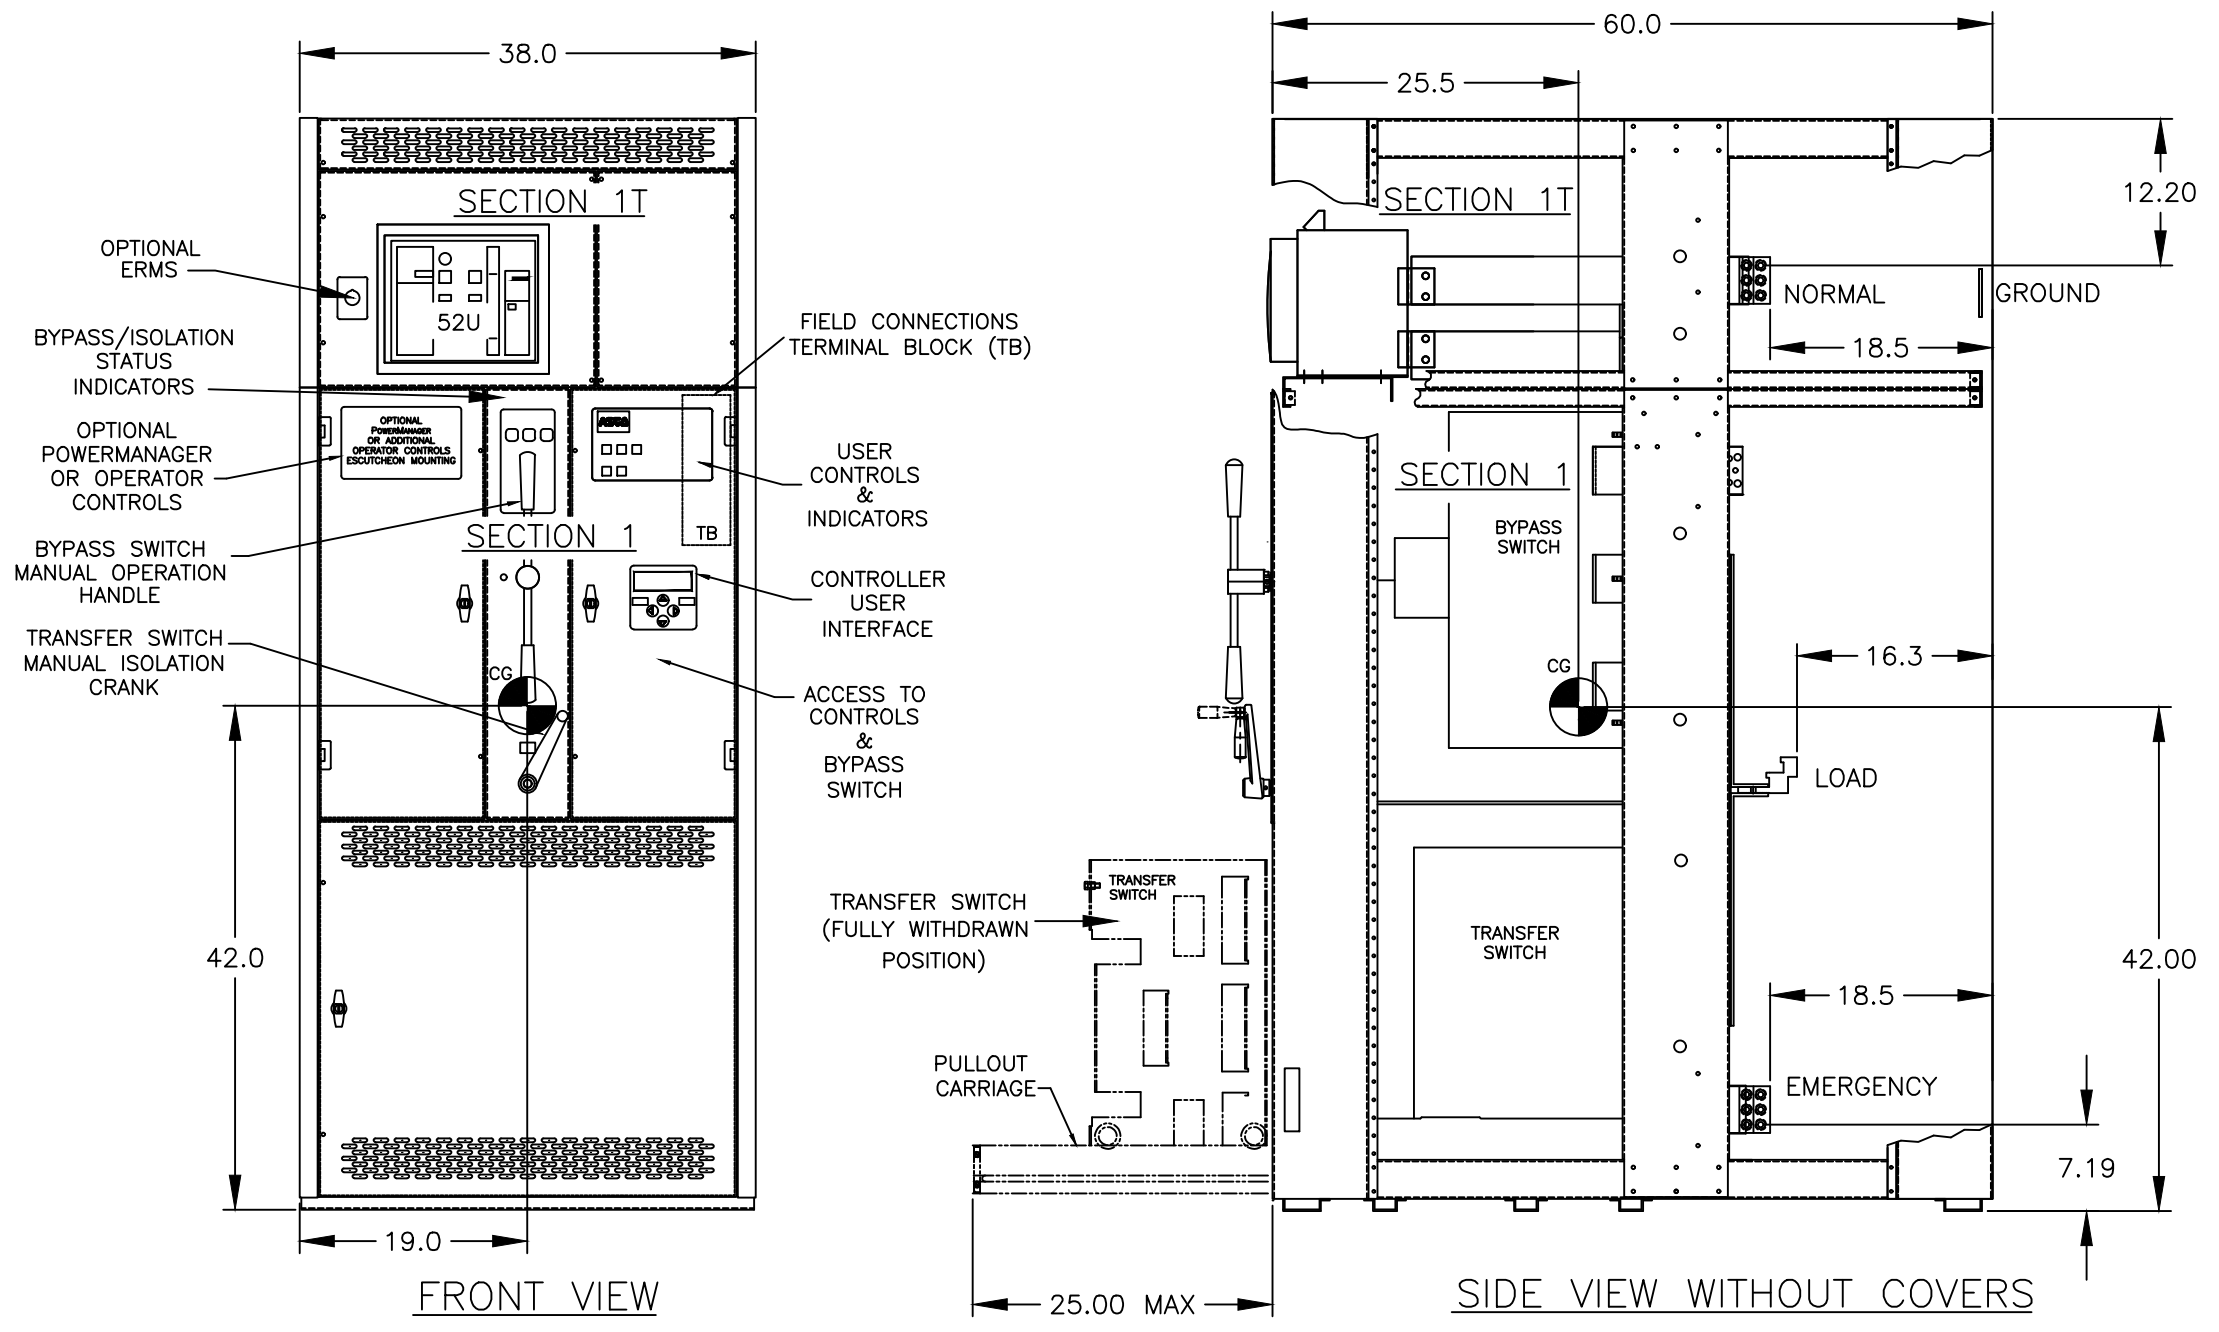 38.0
SECTION 1T
OPTIONAL
ERMS
52U
BYPASS/ISOLATION
STATUS
INDICATORS
FIELD CONNECTIONS
TERMINAL BLOCK (TB)
OPTIONAL
POWERMANAGER
OR OPERATOR
CONTROLS
OPTIONAL
POWERMANAGER
OR ADDITIONAL
OPERATOR CONTROLS
ESCUTCHEON MOUNTING
ASCO
USER
CONTROLS
&
INDICATORS
TB
SECTION 1
BYPASS SWITCH
MANUAL OPERATION
HANDLE
CONTROLLER
USER
INTERFACE
TRANSFER SWITCH
MANUAL ISOLATION
CRANK
CG
ACCESS TO
CONTROLS
&
BYPASS
SWITCH
42.0
19.0
FRONT VIEW
60.0
25.5
SECTION 1T
12.20
NORMAL
GROUND
18.5
SECTION 1
BYPASS
SWITCH
CG
16.3
LOAD
TRANSFER
SWITCH
TRANSFER SWITCH
(FULLY WITHDRAWN
POSITION)
TRANSFER
SWITCH
42.00
18.5
PULLOUT
CARRIAGE
EMERGENCY
7.19
25.00 MAX
SIDE VIEW WITHOUT COVERS